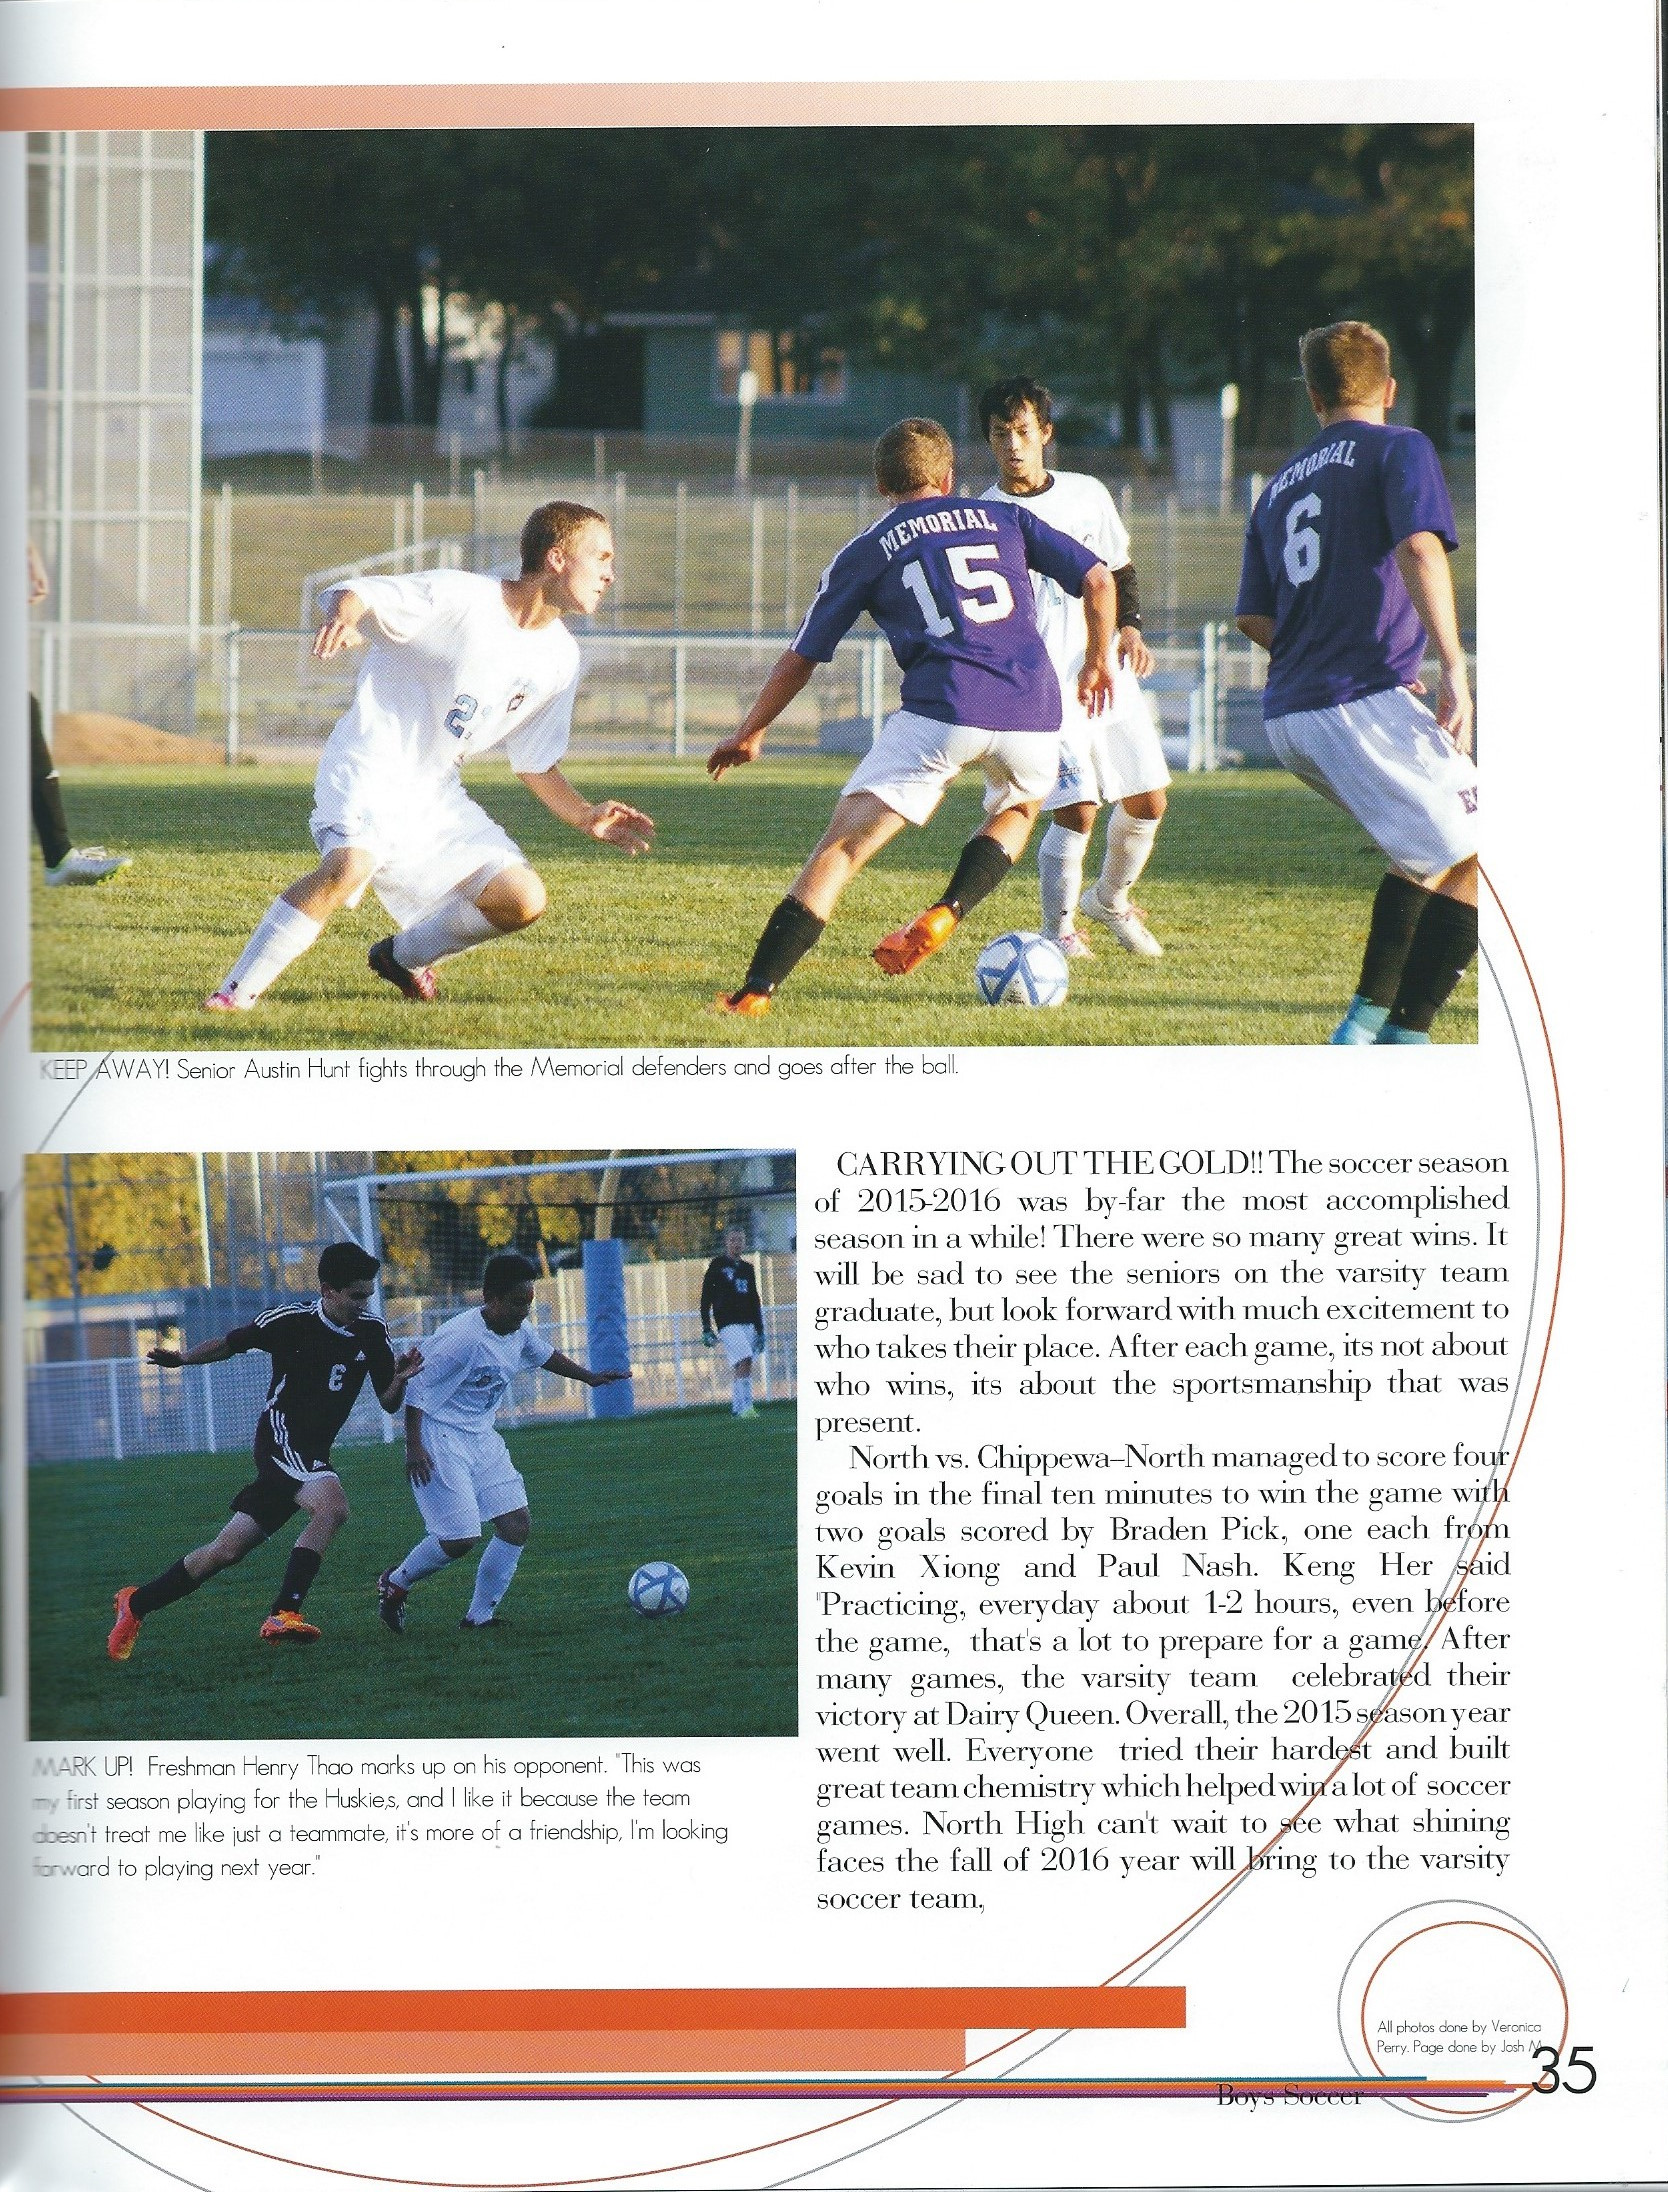 MEMORIAL
15
MEMORIAL
6
2
KEEP AWAY! Senior Austin Hunt fights through the Memorial defenders and goes after the ball.
3
MARK UP! Freshman Henry Thao marks up on his opponent. "This was
my first season playing for the Huskie,s, and I like it because the team
doesn't treat me like just a teammate, it's more of a friendship, I'm looking
forward to playing next year."
CARRYING OUT THE GOLD!! The soccer season
of 2015-2016 was by-far the most accomplished
season in a while! There were so many great wins. It
will be sad to see the seniors on the varsity team
graduate, but look forward with much excitement to
who takes their place. After each game, its not about
who wins, its about the sportsmanship that was
present.
North vs. Chippewa–North managed to score four
goals in the final ten minutes to win the game with
two goals scored by Braden Pick, one each from
Kevin Xiong and Paul Nash. Keng Her said
"Practicing, everyday about 1-2 hours, even before
the game, that's a lot to prepare for a game. After
many games, the varsity team celebrated their
victory at Dairy Queen. Overall, the 2015 season year
went well. Everyone tried their hardest and built
great team chemistry which helped win a lot of soccer
games. North High can't wait to see what shining
faces the fall of 2016 year will bring to the varsity
soccer team,
All photos done by Veronica
Perry. Page done by Josh M
35
Boys Soccer